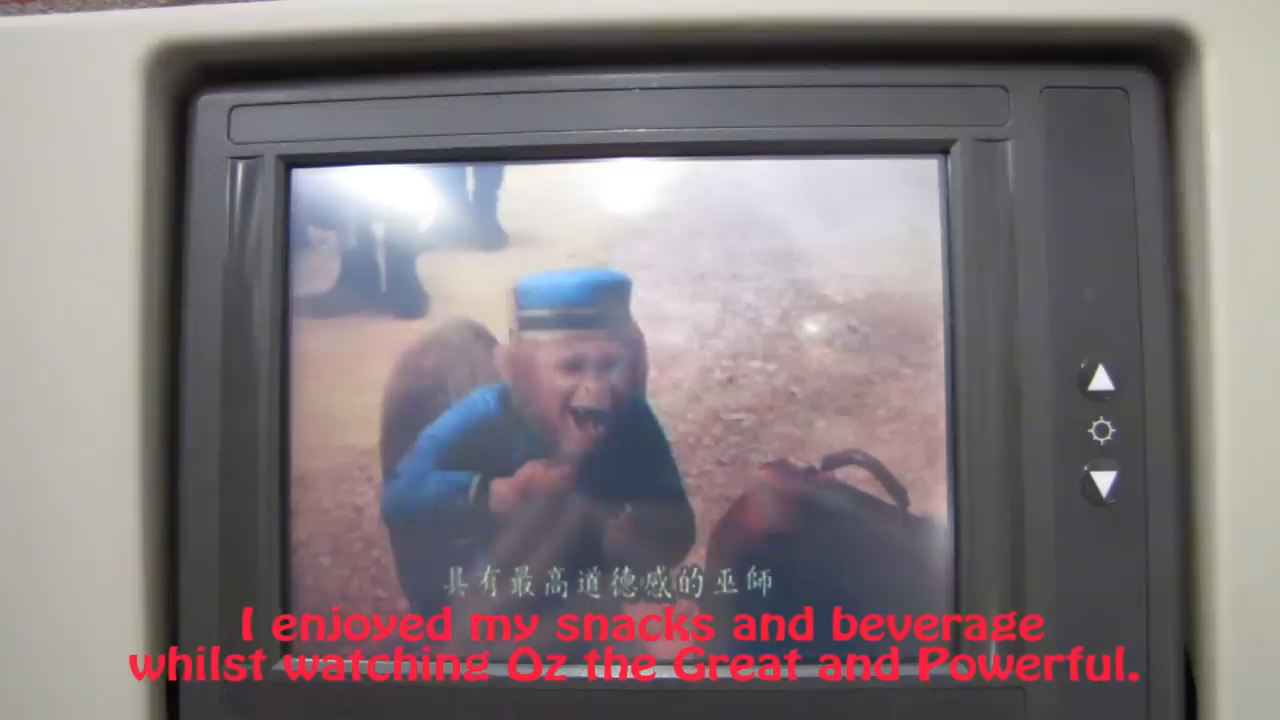 具有最高道德感的巫師
I enjoyed my snacks and beverage
whilst watching Oz the Great and Powerful.